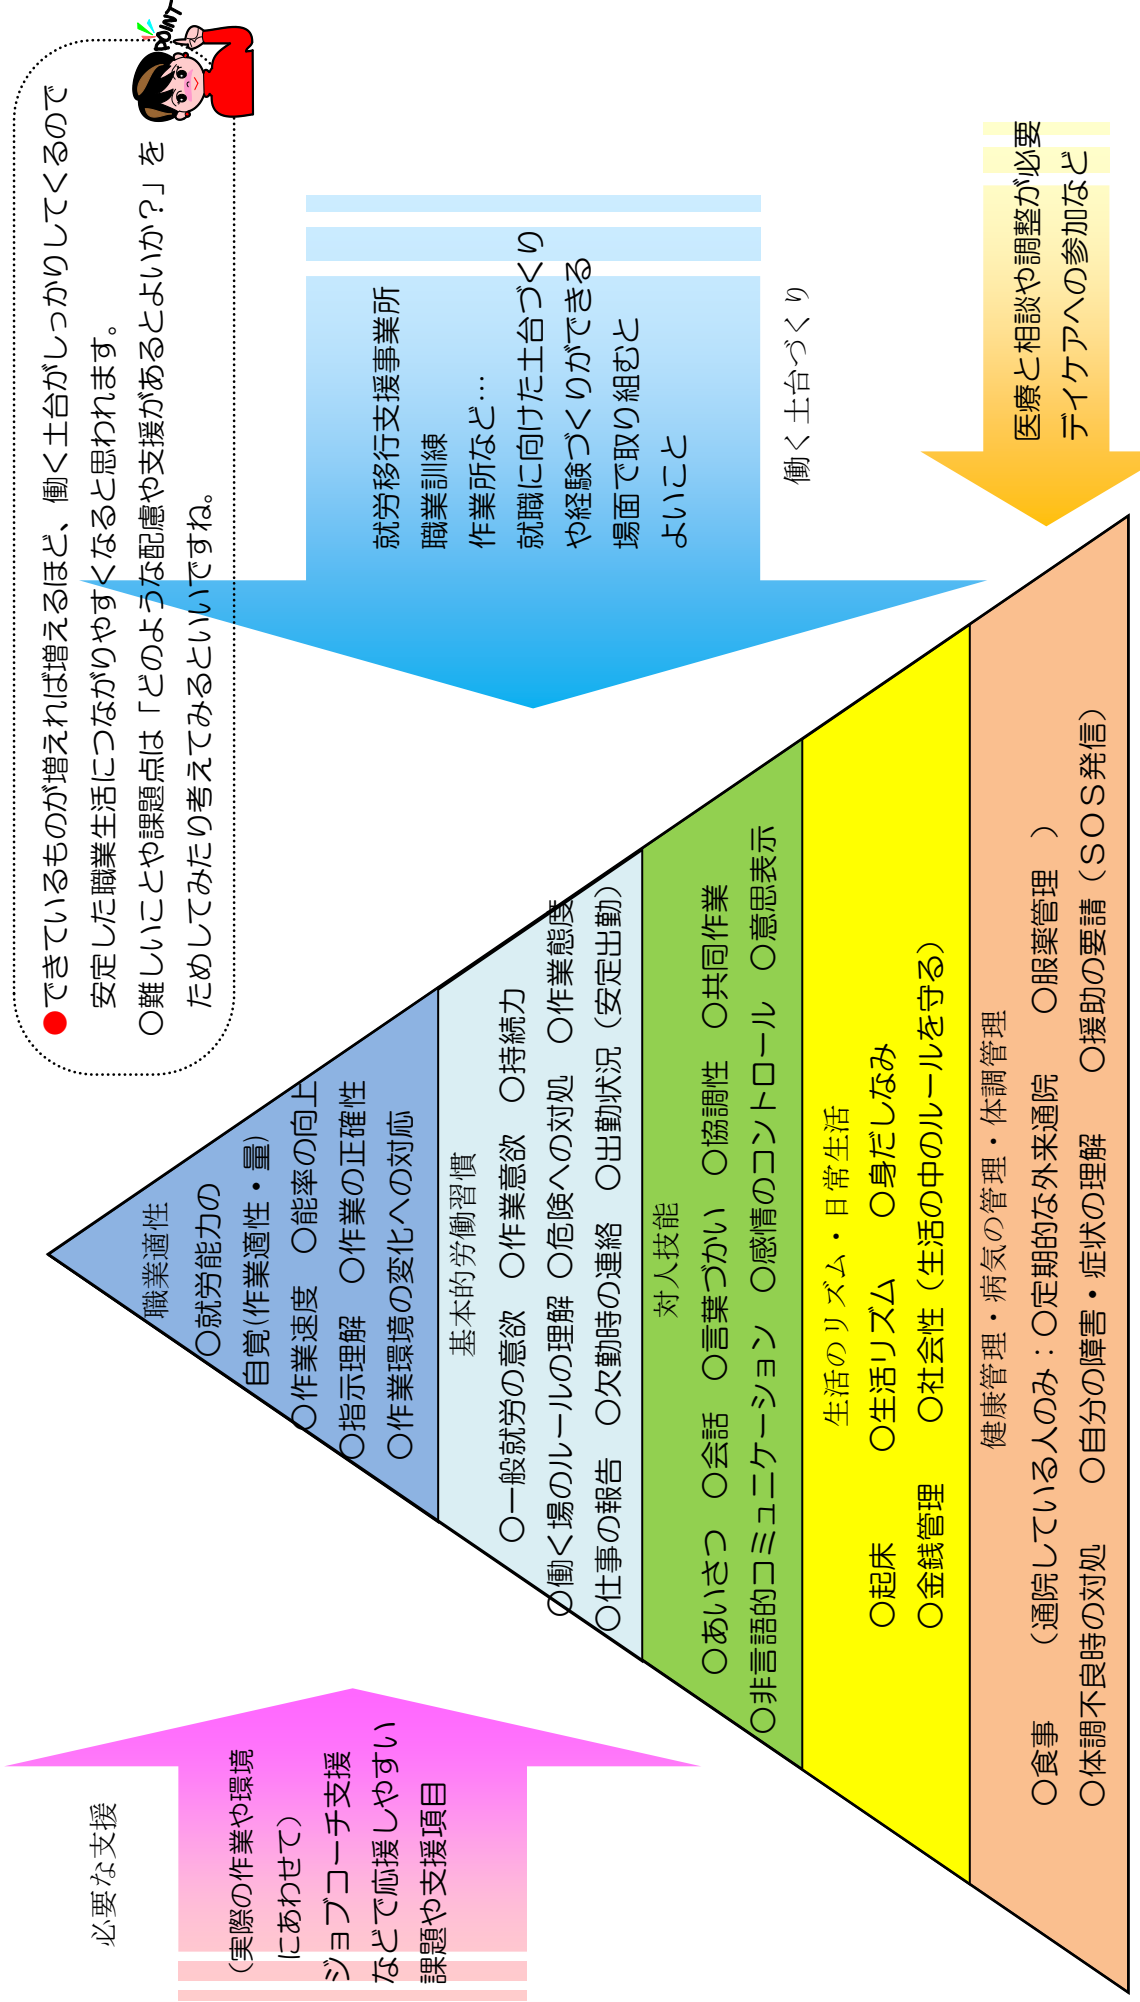 必要な支援
（実際の作業や環境
にあわせて）
ジョブコーチ支援
などで応援しやすい
課題や支援項目
●できているものが増えれば増えるほど、働く土台がしっかりしてくるので
安定した職業生活につながりやすくなると思われます。
○難しいことや課題点は「どのような配慮や支援があるとよいか？」を
ためしてみたり考えてみるといいですね。
POINT
職業適性
○就労能力の
自覚(作業適性・量)
○作業速度　○能率の向上
○指示理解　○作業の正確性
○作業環境の変化への対応
基本的労働習慣
○一般就労の意欲　○作業意欲　○持続力
○働く場のルールの理解　○危険への対処　○作業態度
○仕事の報告　○欠勤時の連絡　○出勤状況（安定出勤）
対人技能
○あいさつ　○会話　○言葉づかい　○協調性　○共同作業
○非言語的コミュニケーション　○感情のコントロール　○意思表示
生活のリズム・日常生活
○起床　　○生活リズム　　○身だしなみ
○金銭管理　　○社会性（生活の中のルールを守る）
健康管理・病気の管理・体調管理
○食事　　（通院している人のみ：○定期的な外来通院　　○服薬管理　）
○体調不良時の対処　　○自分の障害・症状の理解　　○援助の要請（ＳＯＳ発信）
就労移行支援事業所
職業訓練
作業所など…
就職に向けた土台づくり
や経験づくりができる
場面で取り組むと
よいこと
働く土台づくり
医療と相談や調整が必要
デイケアへの参加など